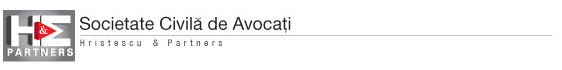 H&E
PARTNERS
Societate Civilă de Avocați
Hristescu & Partners